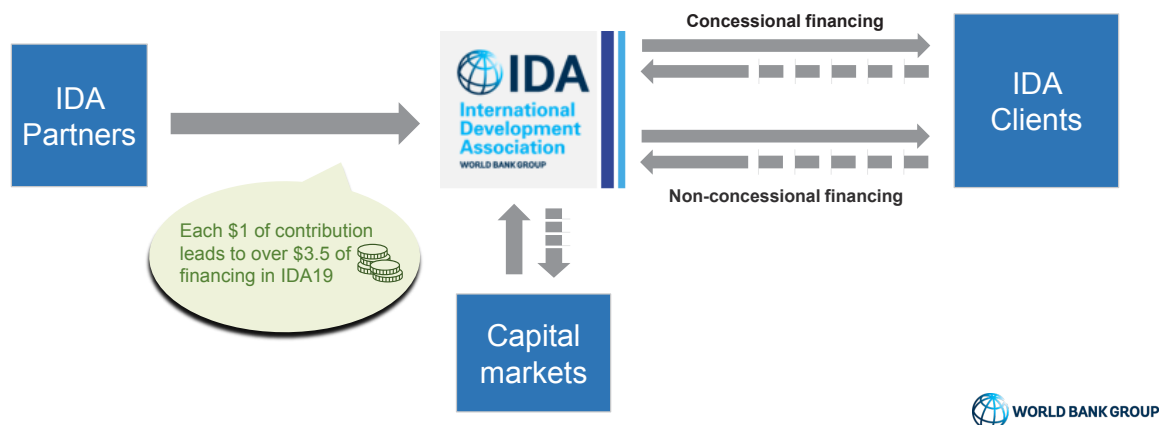 Concessional financing
IDA
Partners
IDA
International
Development
Association
WORLD BANK GROUP
IDA
Clients
Non-concessional financing
Each $1 of contribution
leads to over $3.5 of
financing in IDA19
Capital
markets
WORLD BANK GROUP